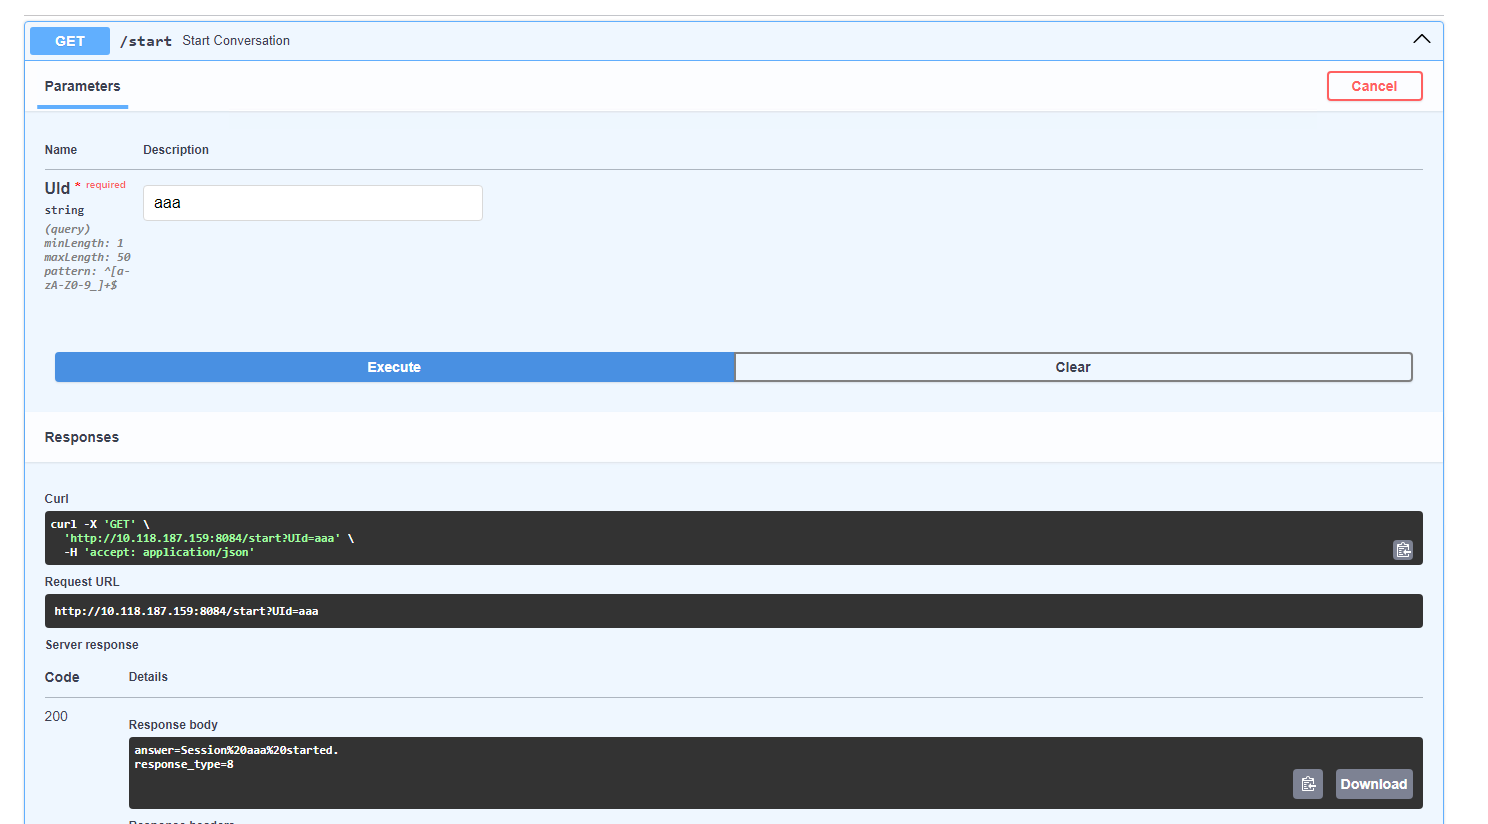 GET /start Start Conversation
Parameters
Cancel
Name Description
UId * required
string
(query)
minLength: 1
maxLength: 50
pattern: ^[a-
zA-Z0-9_]+$
aaa
Execute
Clear
Responses
Curl
curl -X 'GET' \
'http://10.118.187.159:8084/start?UId=aaa' \
-H 'accept: application/json'
Request URL
http://10.118.187.159:8084/start?UId=aaa
Server response
Code Details
200
Response body
answer=Session%20aaa%20started.
response_type=8
Download
Response headers